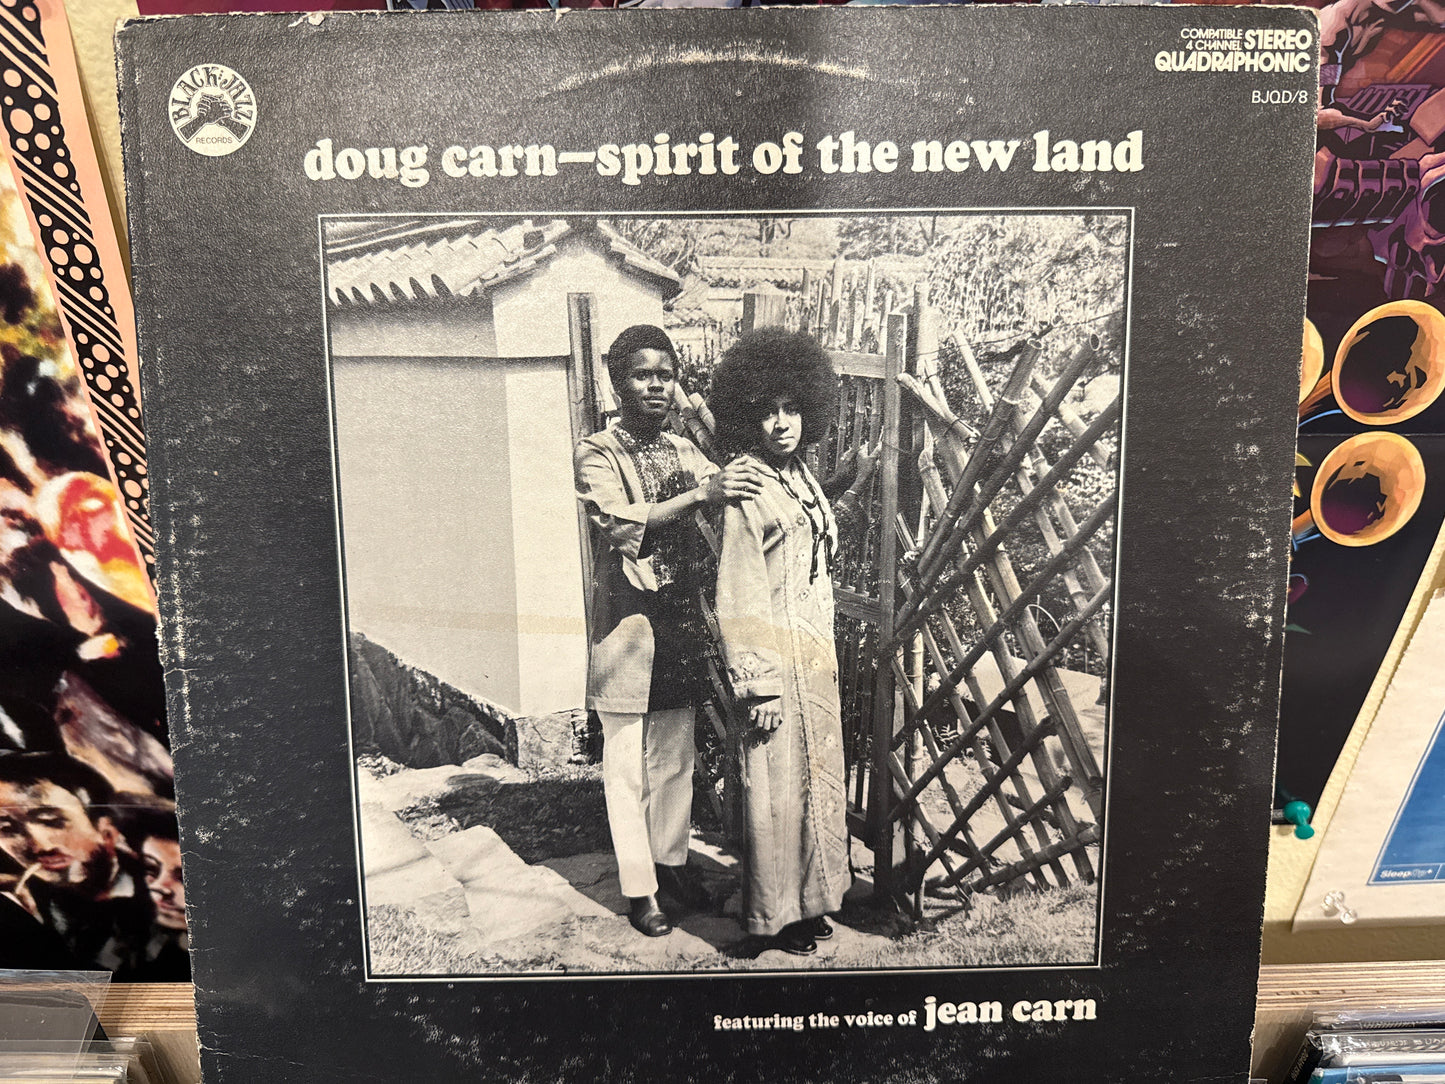 BLACK JAZZ
RECORDS
COMPATIBLE
4 CHANNEL STEREO
QUADRAPHONIC
BJQD/8
doug carn—spirit of the new land
featuring the voice of jean carn